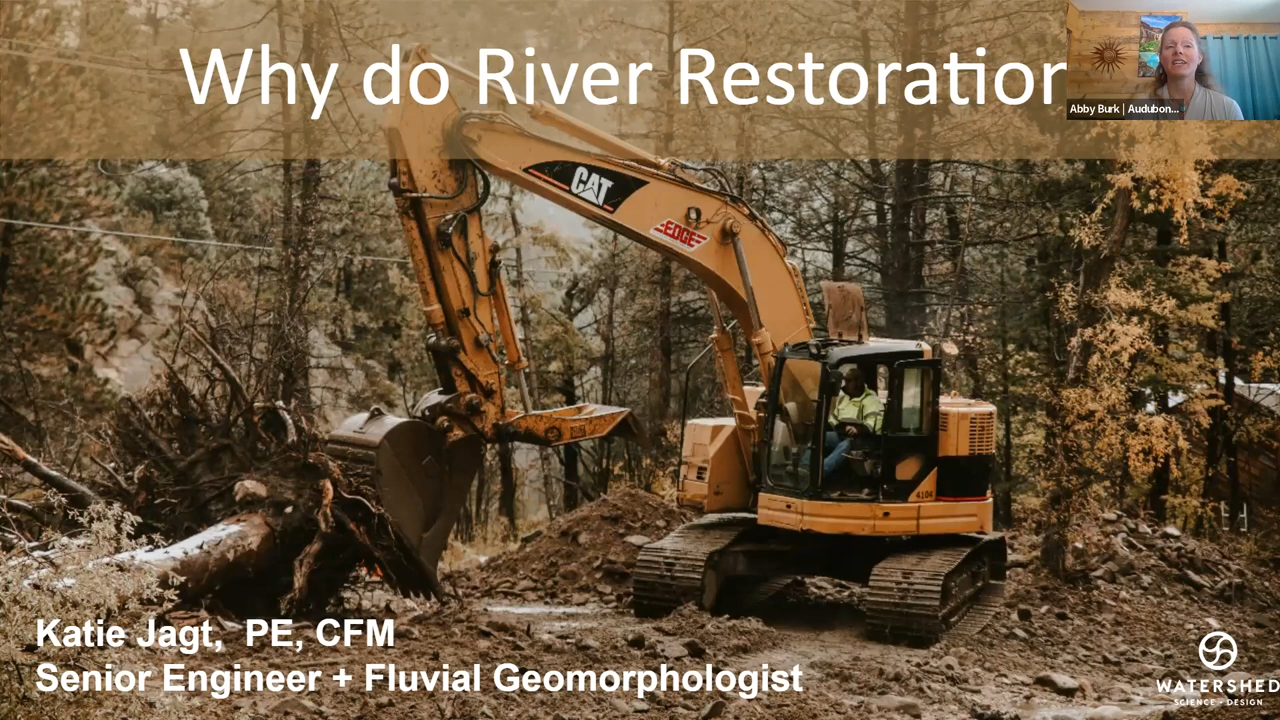 Why do River Restoration
Abby Burk | Audubon...
CAT
EDGE
4104
Katie Jagt, PE, CFM
Senior Engineer + Fluvial Geomorphologist
WATERSHED
SCIENCE + DESIGN